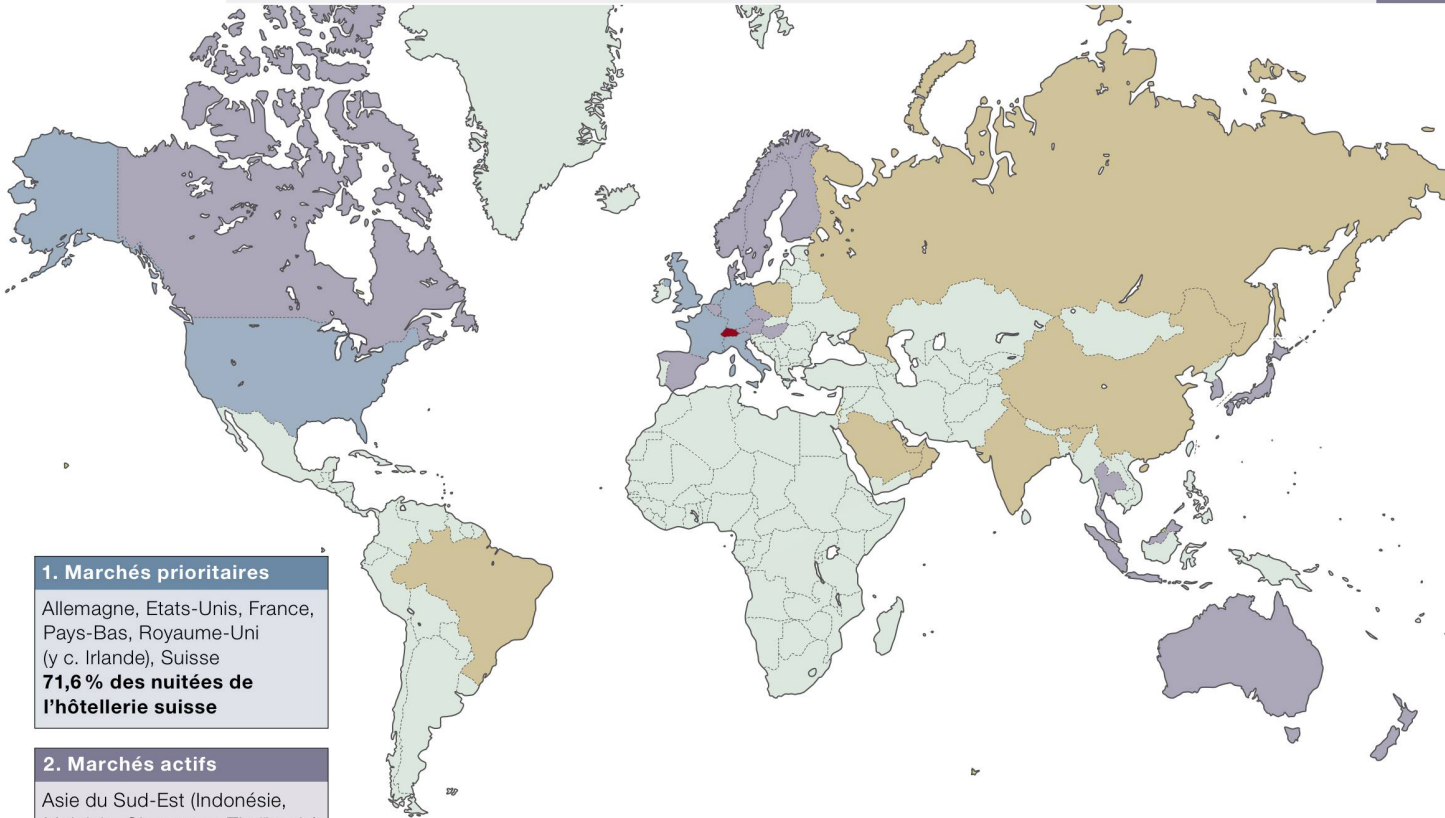 1. Marchés prioritaires
Allemagne, Etats-Unis, France,
Pays-Bas, Royaume-Uni
(y c. Irlande), Suisse
71,6 % des nuitées de
l’hôtellerie suisse
2. Marchés actifs
Asie du Sud-Est (Indonésie,